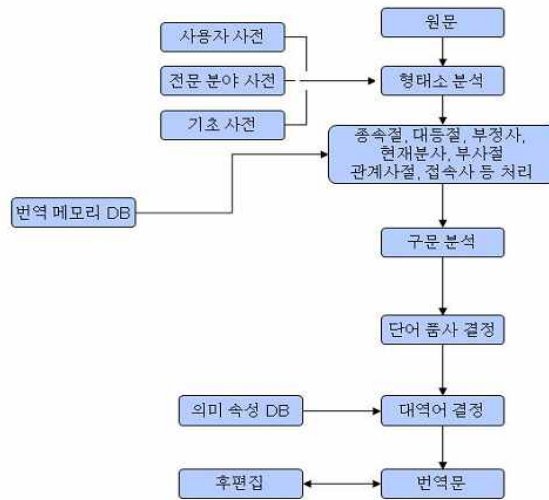 원문
사용자 사전
전문 분야 사전
형태소 분석
기초 사전
종속절, 대등절, 부정사,
현재분사, 부사절
관계사절, 접속사 등 처리
번역 메모리 DB
구문 분석
단어 품사 결정
의미 속성 DB
대역어 결정
후편집
번역문